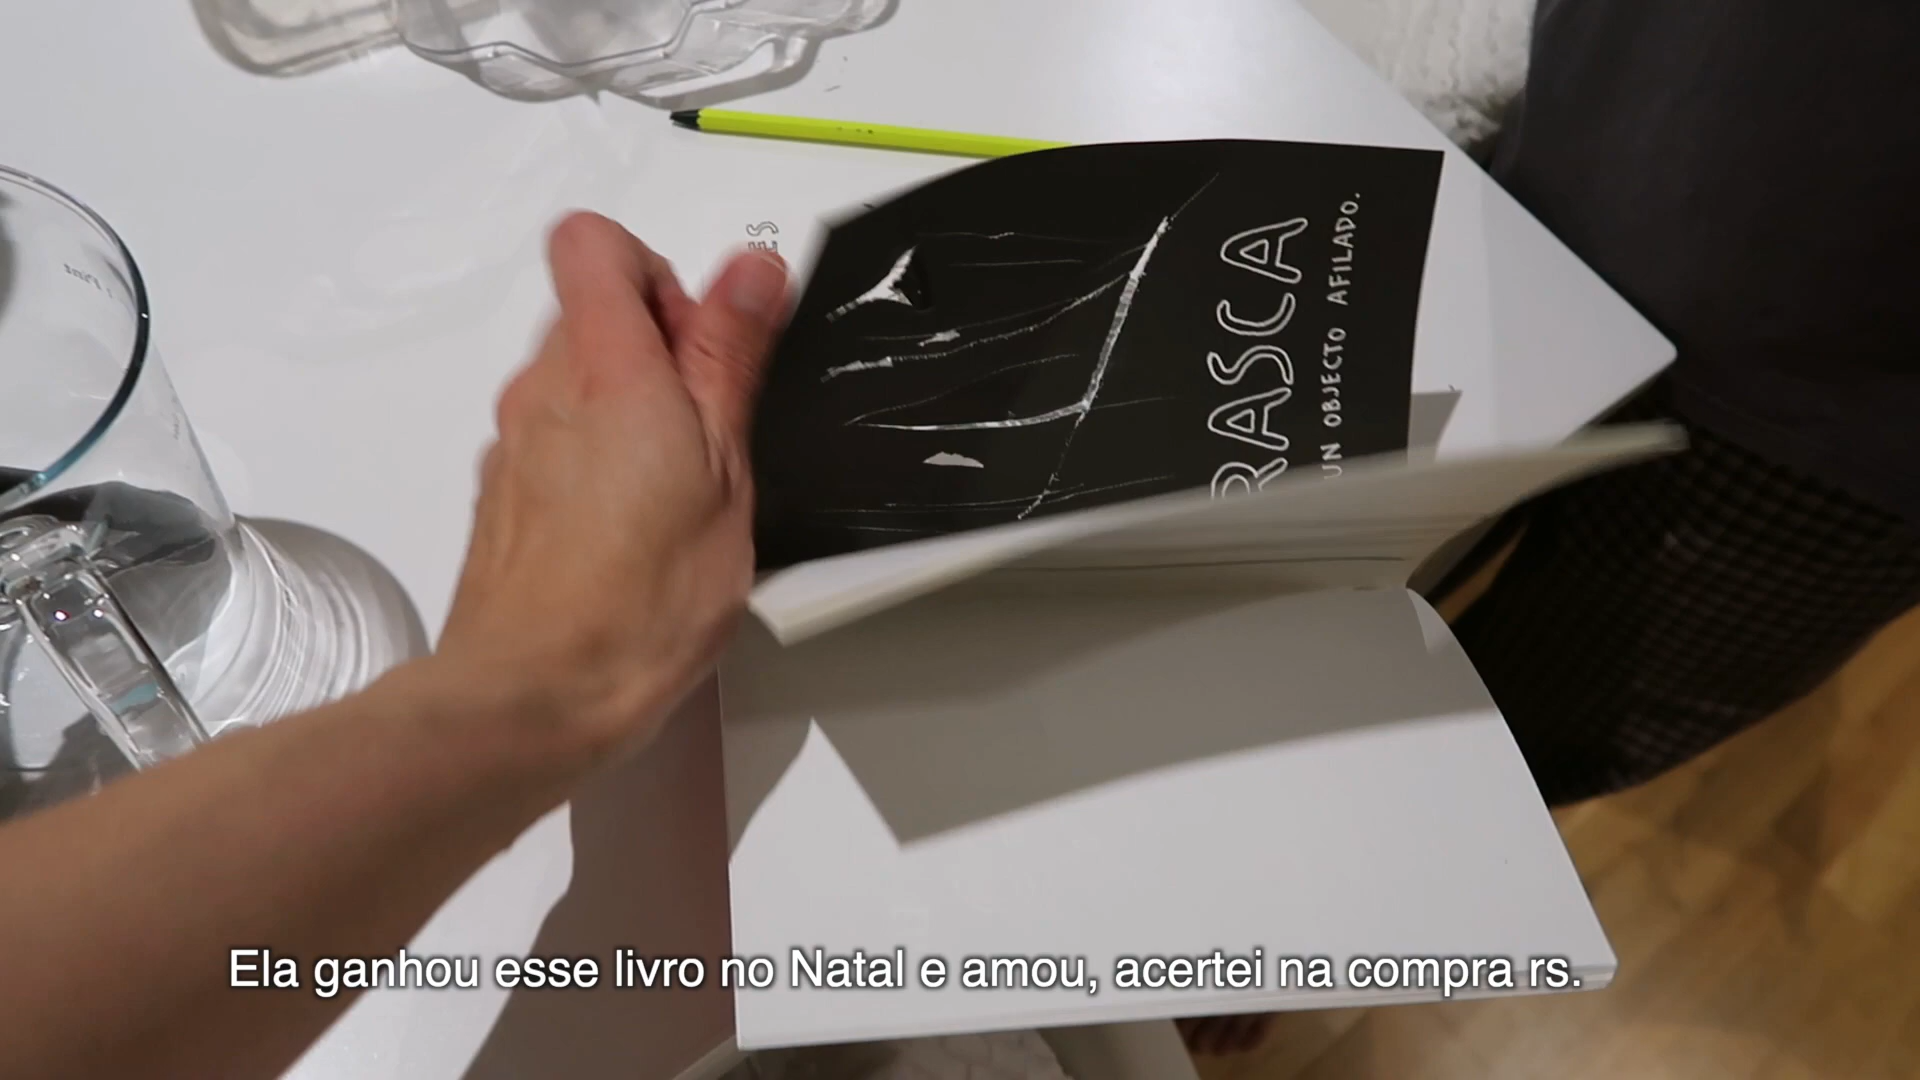 RASCA
UN OBJECTO AFILADO.
Ela ganhou esse livro no Natal e amou, acertei na compra rs.